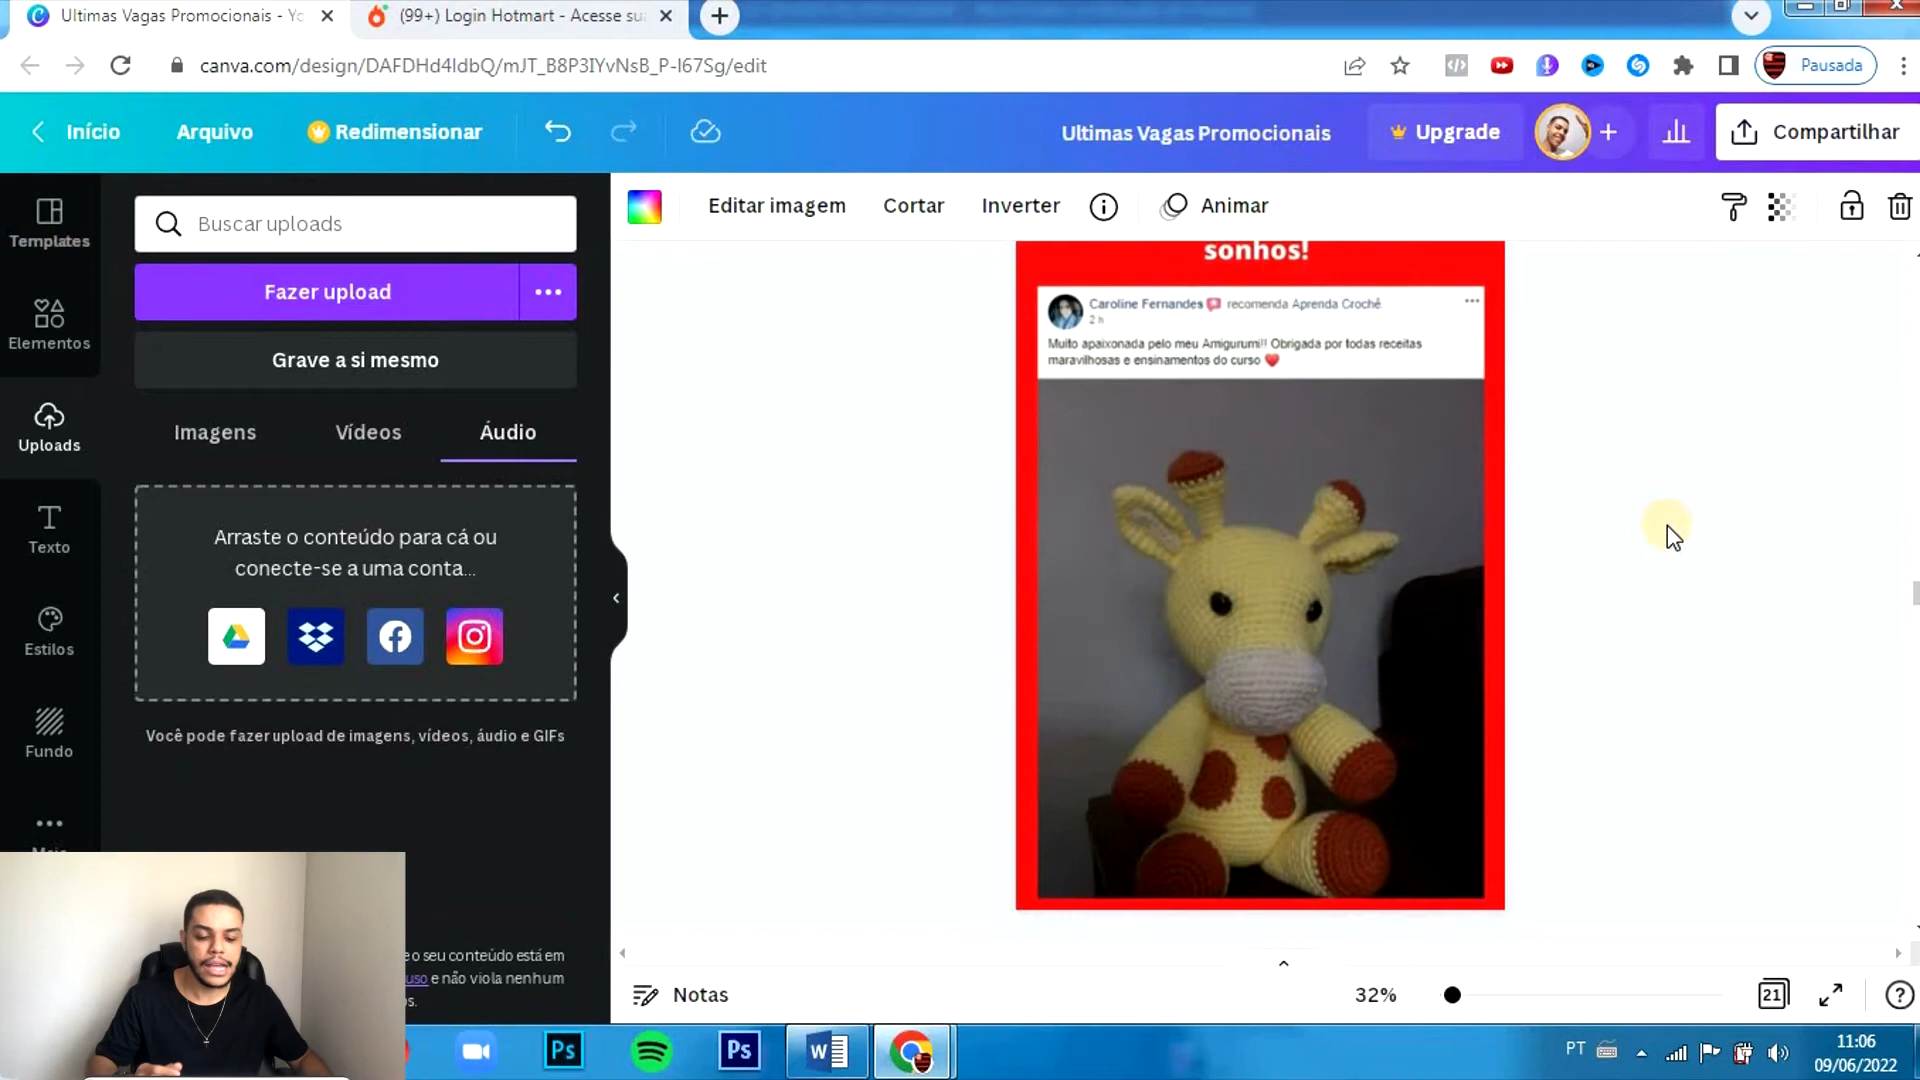 Ultimas Vagas Promocionais - Yo
(99+) Login Hotmart - Acesse su
canva.com/design/DAFDHd4ldbQ/mJT_B8P3IYvNsB_P-l67Sg/edit
Pausada
Início
Arquivo
Redimensionar
Ultimas Vagas Promocionais
Upgrade
Compartilhar
Templates
Elementos
Uploads
Texto
Estilos
Fundo
Buscar uploads
Fazer upload
Grave a si mesmo
Imagens
Vídeos
Áudio
Arraste o conteúdo para cá ou
conecte-se a uma conta...
Você pode fazer upload de imagens, vídeos, áudio e GIFs
o seu conteúdo está em
uso e não viola nenhum
Editar imagem
Cortar
Inverter
Animar
sonhos!
Caroline Fernandes recomenda Aprenda Crochê
2 h
Muito apaixonada pelo meu Amigurumi!! Obrigada por todas receitas
maravilhosas e ensinamentos do curso
Notas
32%
21
Ps
Ps
W
PT
11:06
09/06/2022